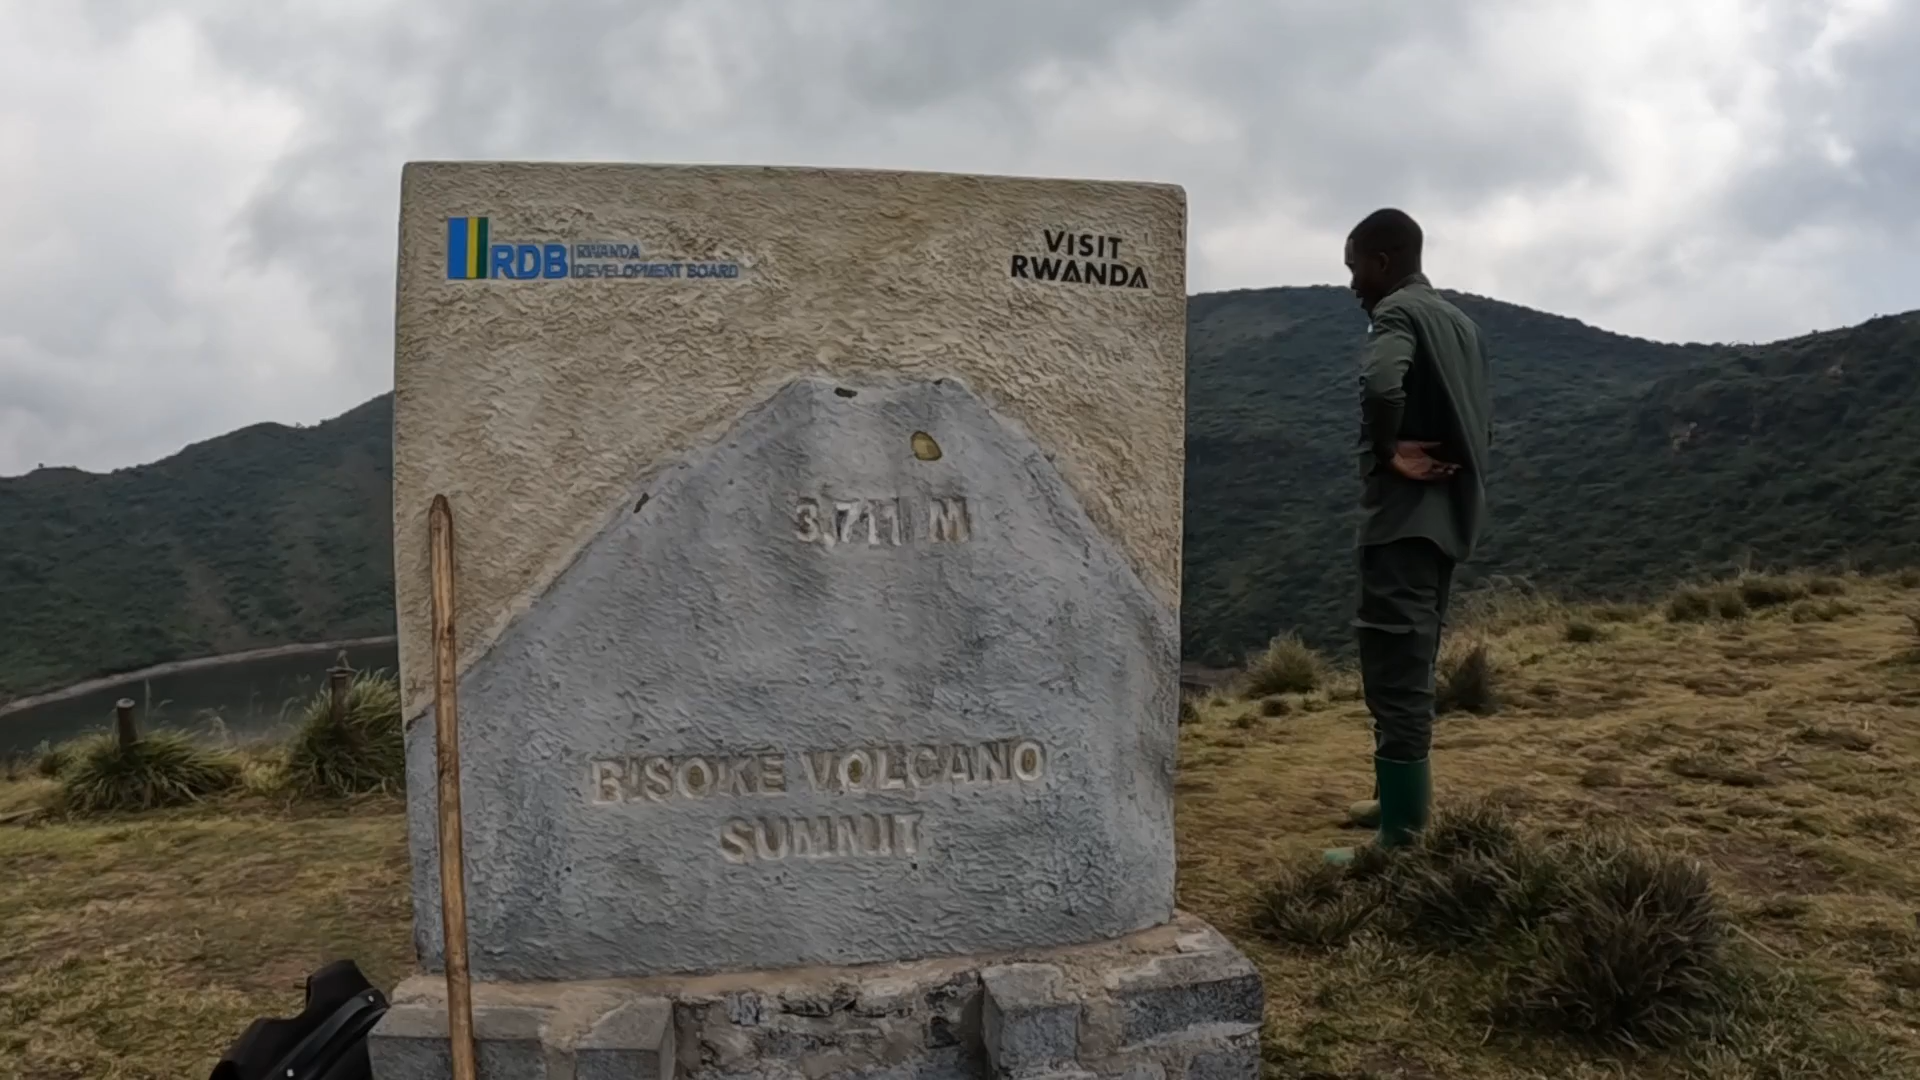 RDB
RWANDA
DEVELOPMENT BOARD
VISIT
RWANDA
3,711 M
BISOKE VOLCANO
SUMMIT